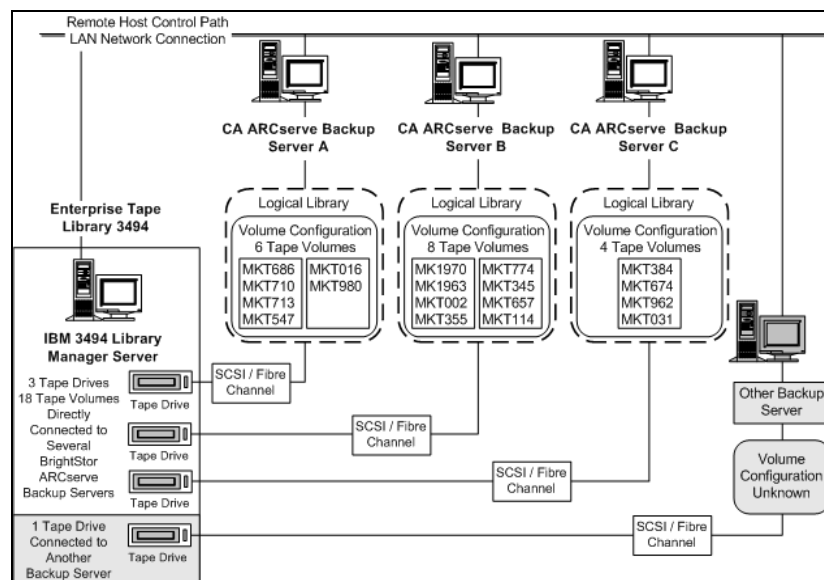 Remote Host Control Path
LAN Network Connection
CA ARCserve Backup
Server A
CA ARCserve Backup
Server B
CA ARCserve Backup
Server C
Enterprise Tape
Library 3494
Logical Library
Volume Configuration
6 Tape Volumes
MKT686
MKT710
MKT713
MKT547
MKT016
MKT980
Logical Library
Volume Configuration
8 Tape Volumes
MK1970
MK1963
MKT002
MKT355
MKT774
MKT345
MKT657
MKT114
Logical Library
Volume Configuration
4 Tape Volumes
MKT384
MKT674
MKT962
MKT031
IBM 3494 Library
Manager Server
3 Tape Drives
18 Tape Volumes
Directly
Connected to
Several
BrightStor
ARCserve
Backup Servers
Tape Drive
Tape Drive
Tape Drive
SCSI / Fibre
Channel
SCSI / Fibre
Channel
SCSI / Fibre
Channel
Other Backup
Server
Volume
Configuration
Unknown
1 Tape Drive
Connected to
Another
Backup Server
Tape Drive
SCSI / Fibre
Channel